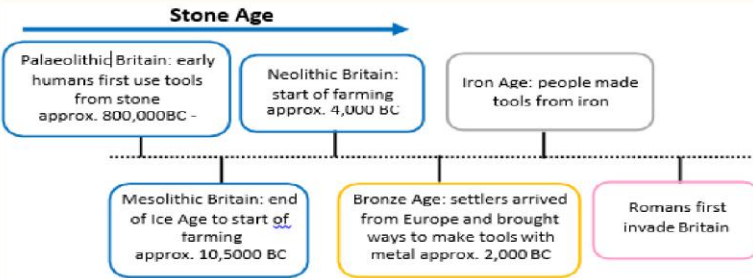 Stone Age
Palaeolithic Britain: early
humans first use tools
from stone
approx. 800,000BC -
Neolithic Britain:
start of farming
approx. 4,000 BC
Iron Age: people made
tools from iron
Mesolithic Britain: end
of Ice Age to start of
farming
approx. 10,5000 BC
Bronze Age: settlers arrived
from Europe and brought
ways to make tools with
metal approx. 2,000 BC
Romans first
invade Britain